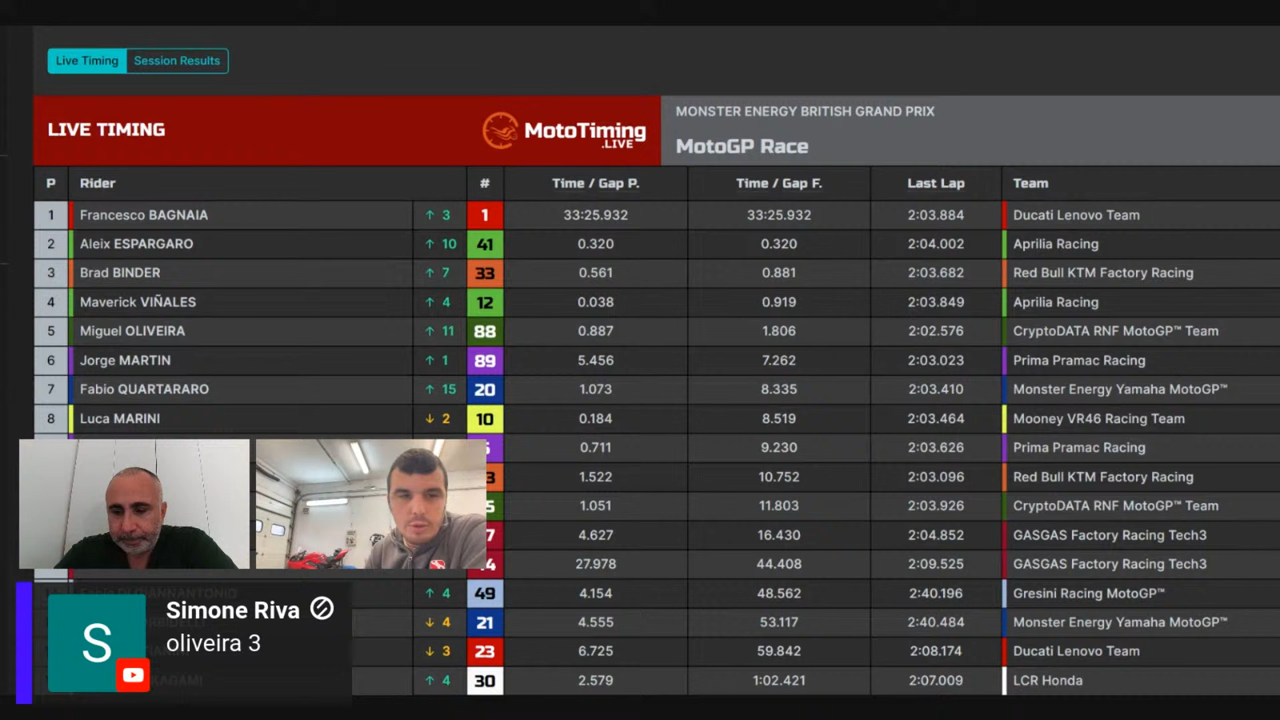 Live Timing Session Results
LIVE TIMING MotoTiming .LIVE
MONSTER ENERGY BRITISH GRAND PRIX
MotoGP Race
P Rider # Time / Gap P. Time / Gap F. Last Lap Team
1 Francesco BAGNAIA ↑ 3 1 33:25.932 33:25.932 2:03.884 Ducati Lenovo Team
2 Aleix ESPARGARO ↑ 10 41 0.320 0.320 2:04.002 Aprilia Racing
3 Brad BINDER ↑ 7 33 0.561 0.881 2:03.682 Red Bull KTM Factory Racing
4 Maverick VIÑALES ↑ 4 12 0.038 0.919 2:03.849 Aprilia Racing
5 Miguel OLIVEIRA ↑ 11 88 0.887 1.806 2:02.576 CryptoDATA RNF MotoGP™ Team
6 Jorge MARTIN ↑ 1 89 5.456 7.262 2:03.023 Prima Pramac Racing
7 Fabio QUARTARARO ↑ 15 20 1.073 8.335 2:03.410 Monster Energy Yamaha MotoGP™
8 Luca MARINI ↓ 2 10 0.184 8.519 2:03.464 Mooney VR46 Racing Team
0.711 9.230 2:03.626 Prima Pramac Racing
3 1.522 10.752 2:03.096 Red Bull KTM Factory Racing
5 1.051 11.803 2:03.926 CryptoDATA RNF MotoGP™ Team
7 4.627 16.430 2:04.852 GASGAS Factory Racing Tech3
4 27.978 44.408 2:09.525 GASGAS Factory Racing Tech3
↑ 4 49 4.154 48.562 2:40.196 Gresini Racing MotoGP™
↓ 4 21 4.555 53.117 2:40.484 Monster Energy Yamaha MotoGP™
↓ 3 23 6.725 59.842 2:08.174 Ducati Lenovo Team
↑ 4 30 2.579 1:02.421 2:07.009 LCR Honda
S
Simone Riva
oliveira 3